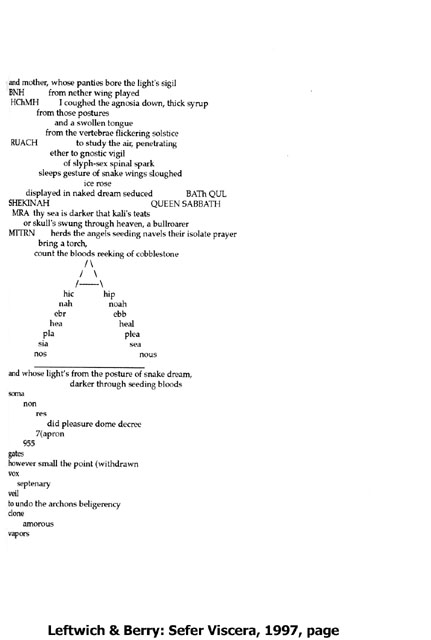 and mother, whose panties bore the light's sigil
BNH from nether wing played
HChMH I coughed the agnosia down, thick syrup
from those postures
and a swollen tongue
from the vertebrae flickering solstice
RUACH to study the air, penetrating
ether to gnostic vigil
of slyph-sex spinal spark
sleeps gesture of snake wings sloughed
ice rose
displayed in naked dream seduced BATh QUL
SHEKINAH QUEEN SABBATH
MRA thy sea is darker that kali's teats
or skull's swung through heaven, a bullroarer
MTTRN herds the angels seeding navels their isolate prayer
bring a torch,
count the bloods reeking of cobblestone
/ \
/ \
/——\
hic hip
nah noah
ebr ebb
hea heal
pla plea
sia sea
nos nous
and whose light's from the posture of snake dream,
darker through seeding bloods
soma
non
res
did pleasure dome decree
7(apron
955
gates
however small the point (withdrawn
vox
septenary
veil
to undo the archons beligerency
clone
amorous
vapors
Leftwich & Berry: Sefer Viscera, 1997, page